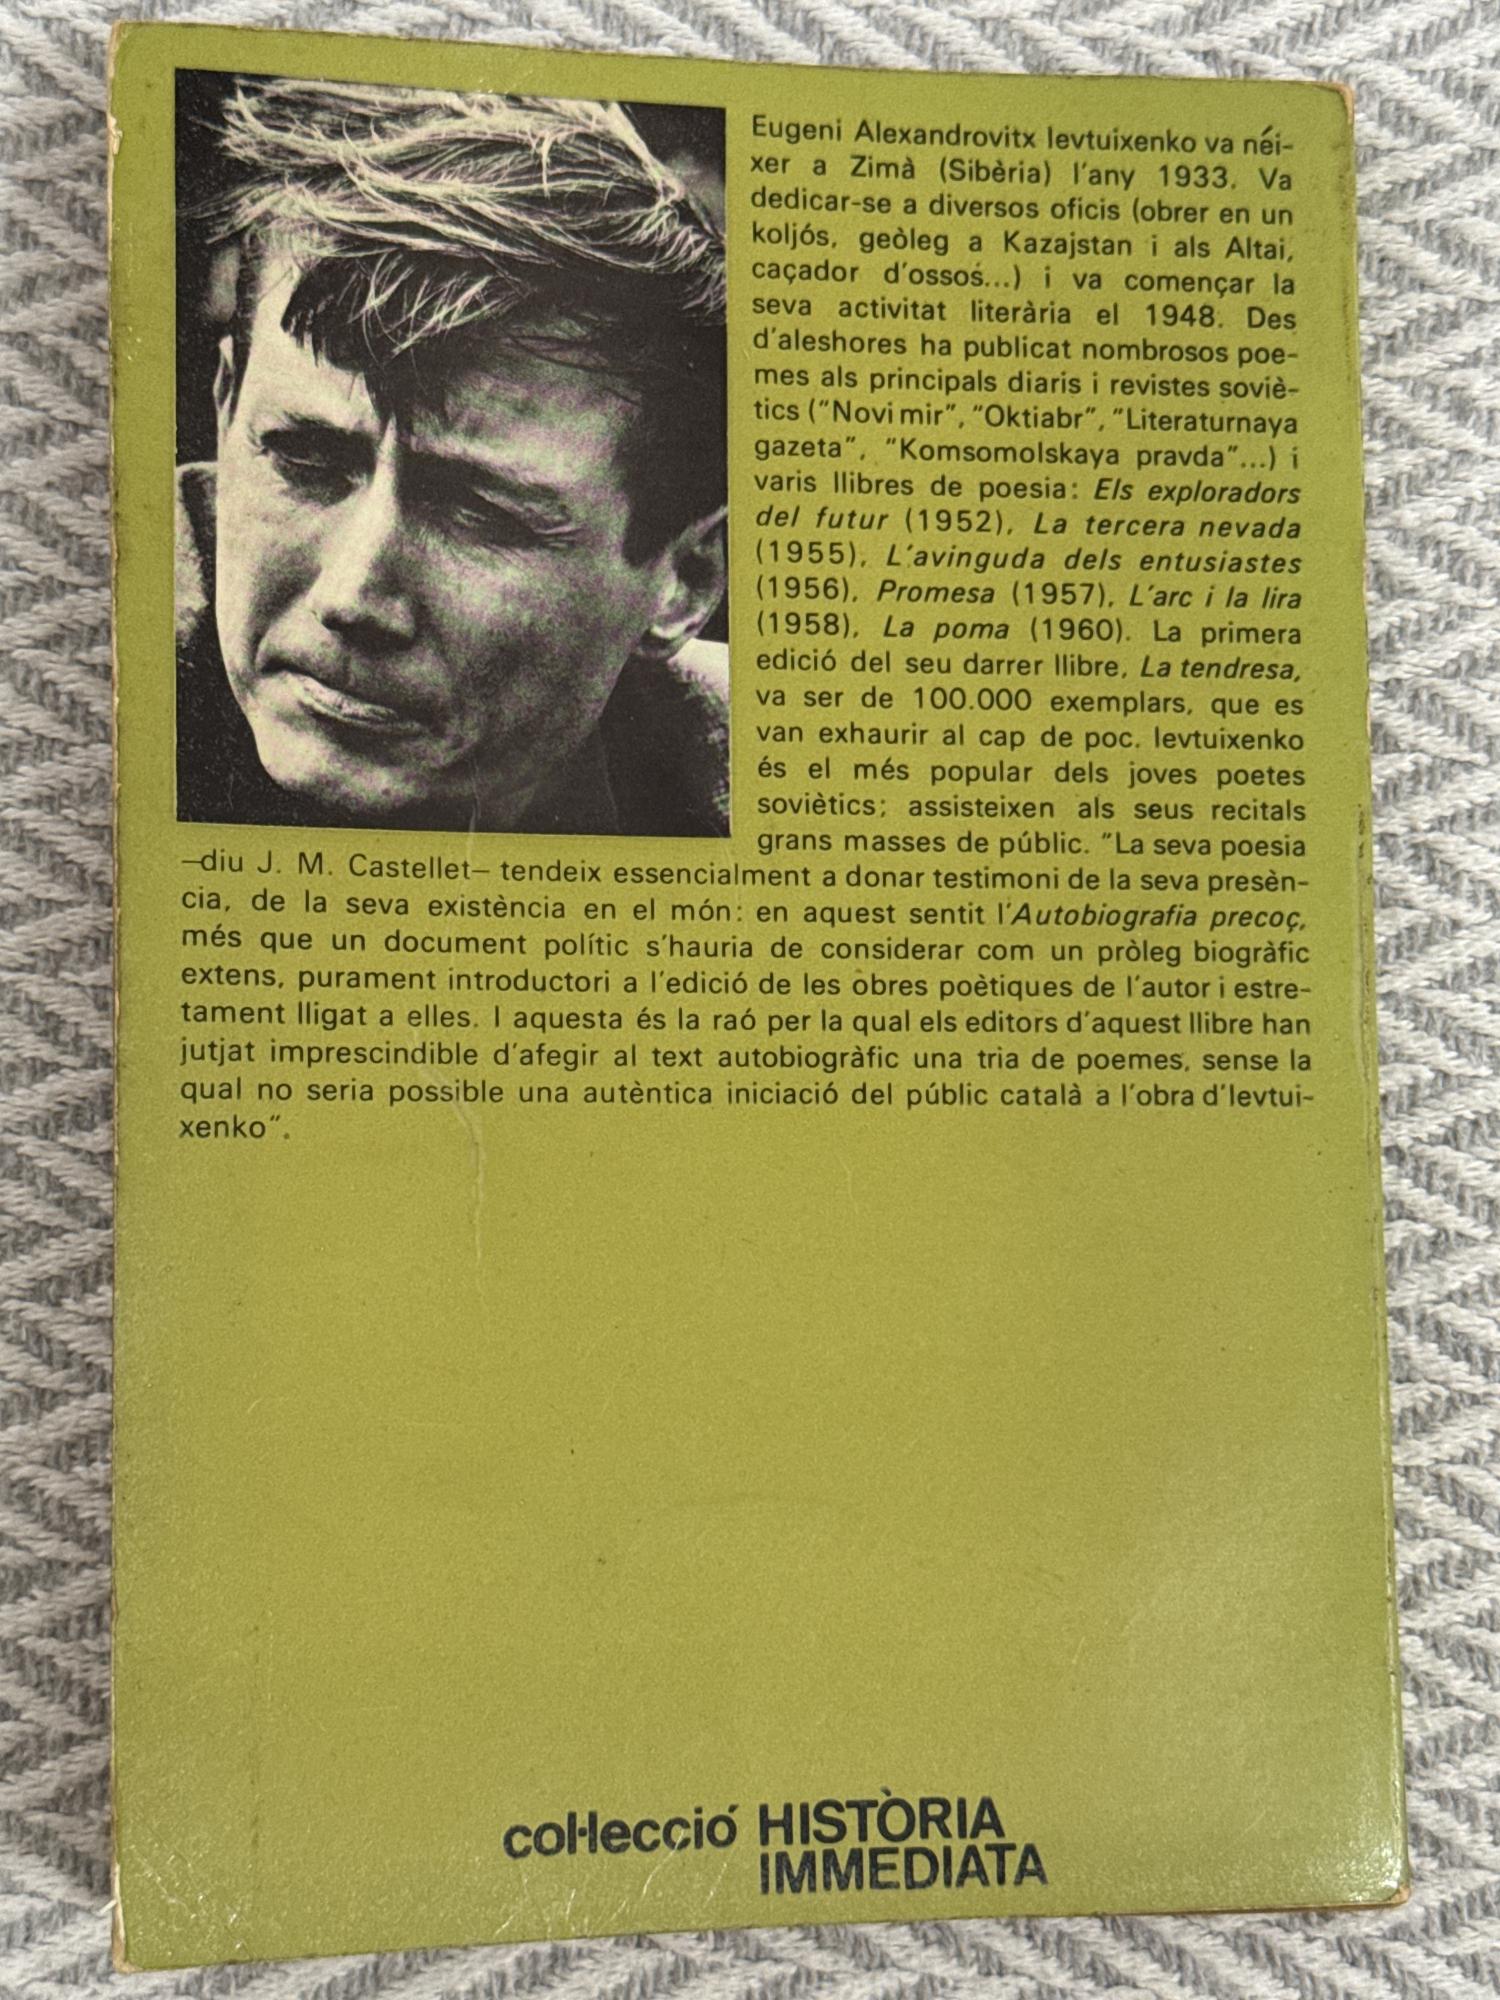 Eugeni Alexandrovitx Ievtuixenko va néi-
xer a Zimà (Sibèria) l'any 1933. Va
dedicar-se a diversos oficis (obrer en un
koljós, geòleg a Kazajstan i als Altai,
caçador d'ossos...) i va començar la
seva activitat literària el 1948. Des
d'aleshores ha publicat nombrosos poe-
mes als principals diaris i revistes soviè-
tics ("Novi mir", "Oktiabr", "Literaturnaya
gazeta", "Komsomolskaya pravda"...) i
varis llibres de poesia: Els exploradors
del futur (1952), La tercera nevada
(1955), L'avinguda dels entusiastes
(1956), Promesa (1957), L'arc i la lira
(1958), La poma (1960). La primera
edició del seu darrer llibre, La tendresa,
va ser de 100.000 exemplars, que es
van exhaurir al cap de poc. Ievtuixenko
és el més popular dels joves poetes
soviètics; assisteixen als seus recitals
grans masses de públic. "La seva poesia
—diu J. M. Castellet— tendeix essencialment a donar testimoni de la seva presèn-
cia, de la seva existència en el món: en aquest sentit l'Autobiografia precoç,
més que un document polític s'hauria de considerar com un pròleg biogràfic
extens, purament introductori a l'edició de les obres poètiques de l'autor i estre-
tament lligat a elles. I aquesta és la raó per la qual els editors d'aquest llibre han
jutjat imprescindible d'afegir al text autobiogràfic una tria de poemes, sense la
qual no seria possible una autèntica iniciació del públic català a l'obra d'Ievtui-
xenko".
col·lecció HISTÒRIA
IMMEDIATA